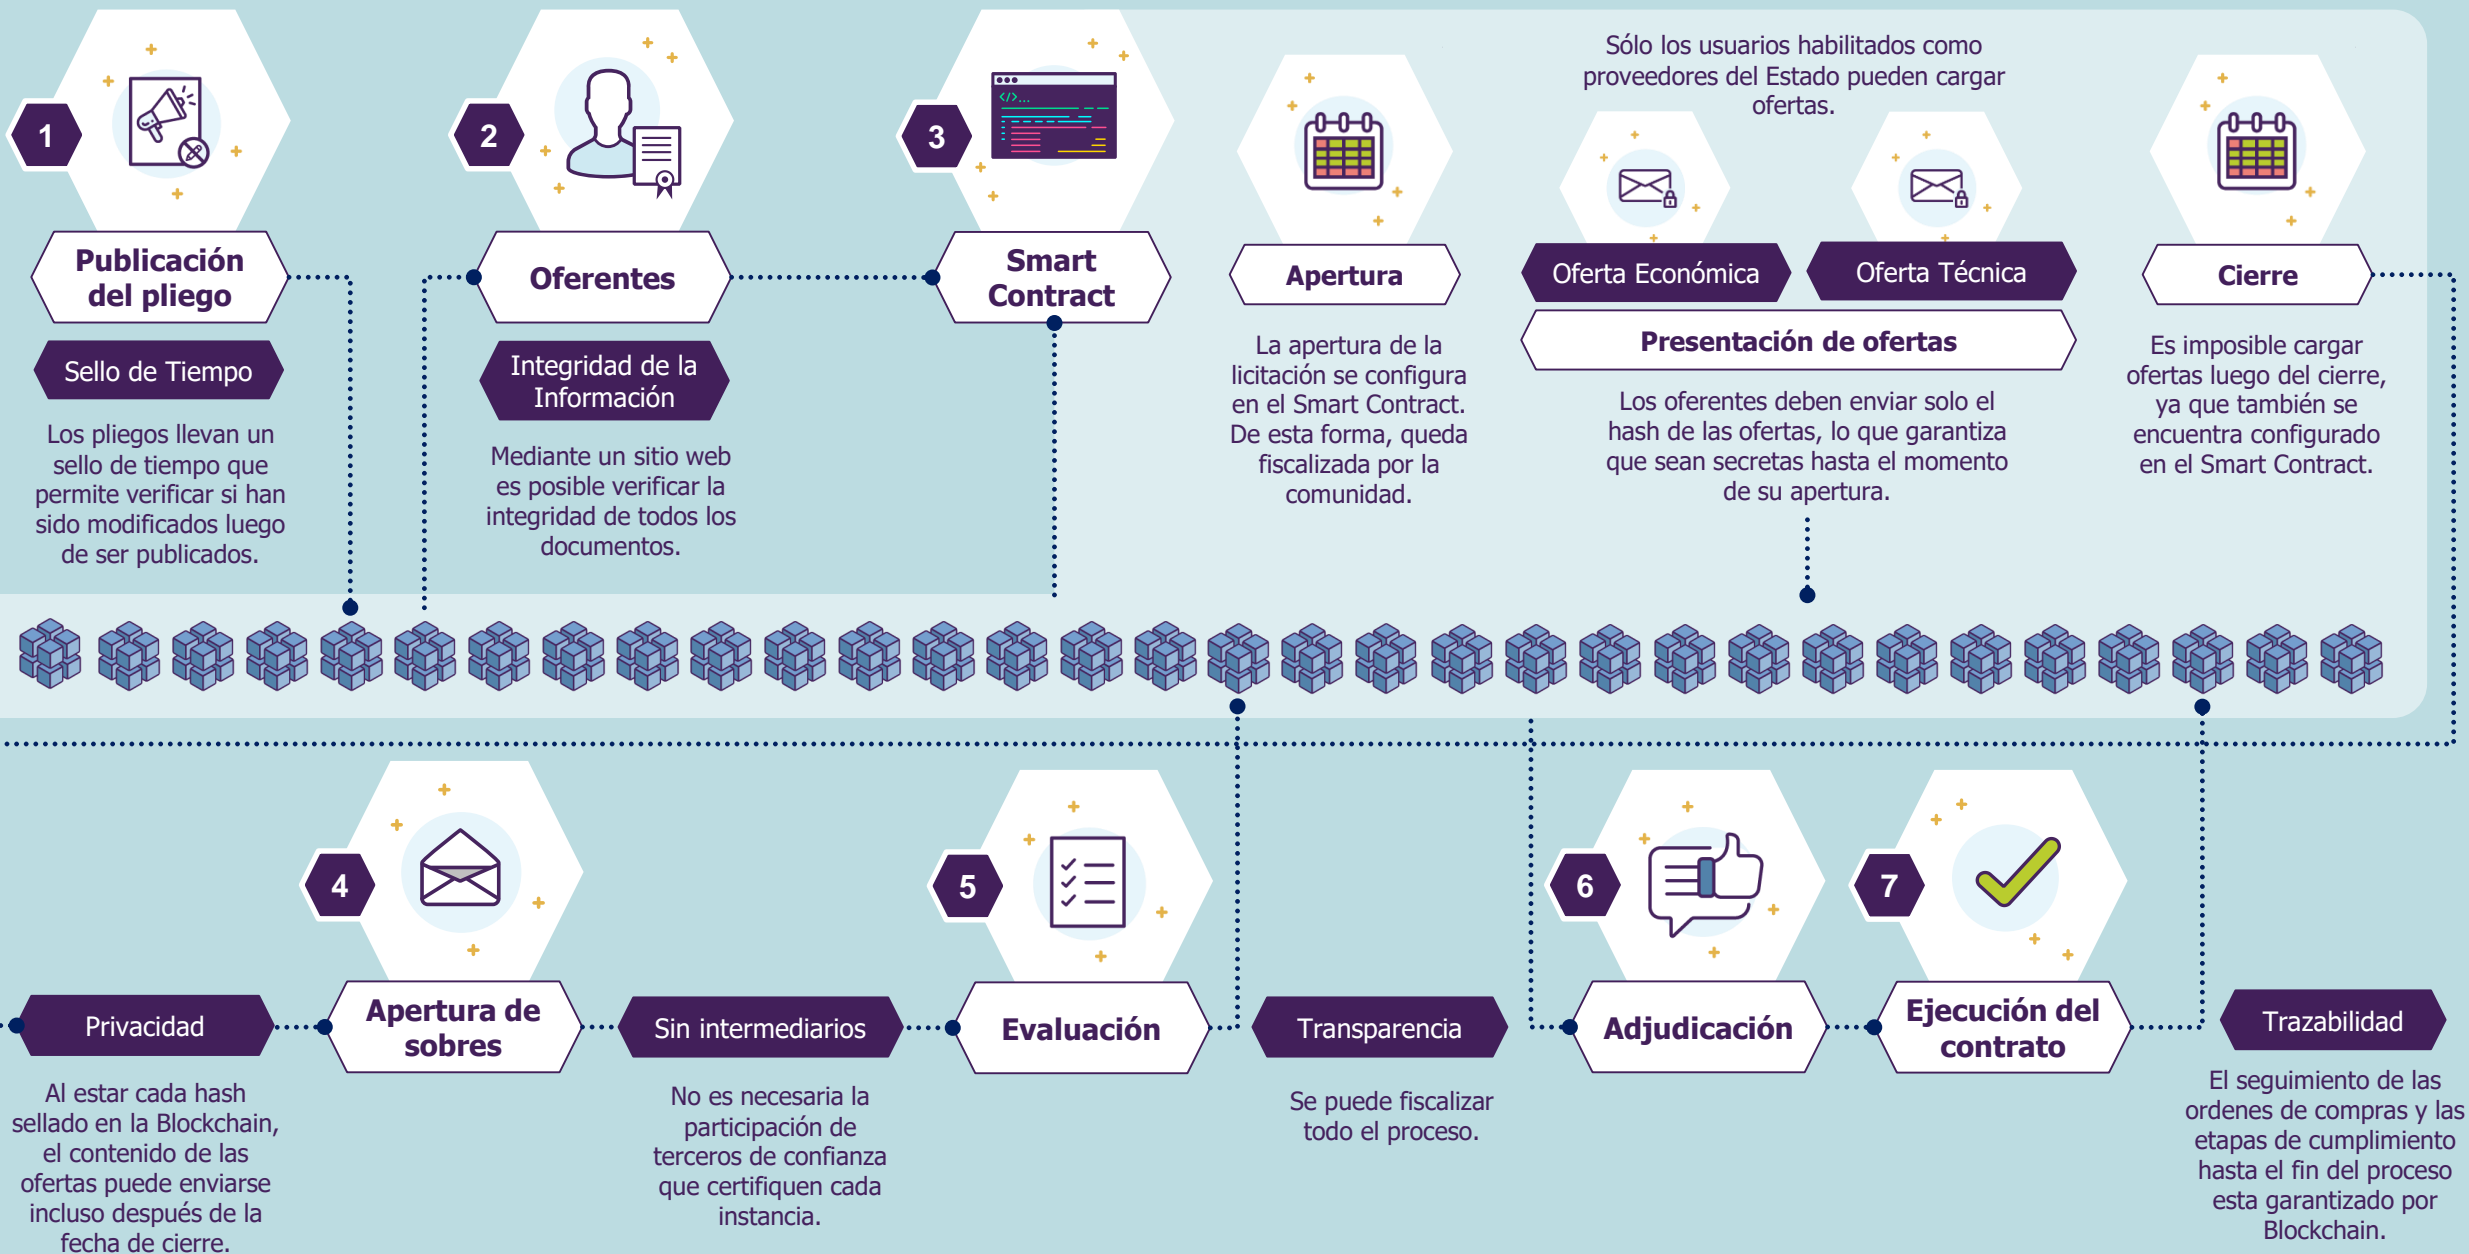 1
Publicación
del pliego
Sello de Tiempo
Los pliegos llevan un
sello de tiempo que
permite verificar si han
sido modificados luego
de ser publicados.
2
Oferentes
Integridad de la
Información
Mediante un sitio web
es posible verificar la
integridad de todos los
documentos.
3
</>...
Smart
Contract
Apertura
La apertura de la
licitación se configura
en el Smart Contract.
De esta forma, queda
fiscalizada por la
comunidad.
Sólo los usuarios habilitados como
proveedores del Estado pueden cargar
ofertas.
Oferta Económica
Oferta Técnica
Presentación de ofertas
Los oferentes deben enviar solo el
hash de las ofertas, lo que garantiza
que sean secretas hasta el momento
de su apertura.
Cierre
Es imposible cargar
ofertas luego del cierre,
ya que también se
encuentra configurado
en el Smart Contract.
Privacidad
Al estar cada hash
sellado en la Blockchain,
el contenido de las
ofertas puede enviarse
incluso después de la
fecha de cierre.
4
Apertura de
sobres
Sin intermediarios
No es necesaria la
participación de
terceros de confianza
que certifiquen cada
instancia.
5
Evaluación
Transparencia
Se puede fiscalizar
todo el proceso.
6
Adjudicación
7
Ejecución del
contrato
Trazabilidad
El seguimiento de las
ordenes de compras y las
etapas de cumplimiento
hasta el fin del proceso
esta garantizado por
Blockchain.